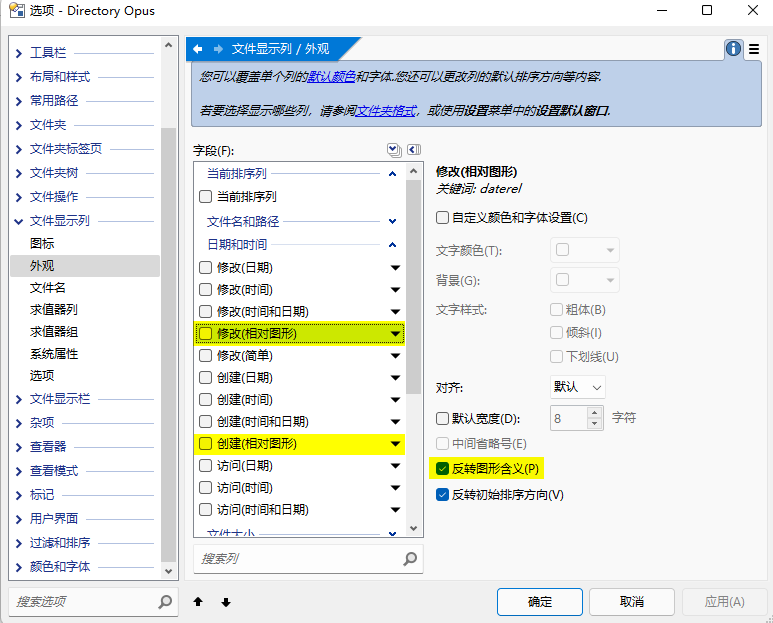 选项 - Directory Opus
工具栏
布局和样式
常用路径
文件夹
文件夹标签页
文件夹树
文件操作
文件显示列
图标
外观
文件名
求值器列
求值器组
系统属性
选项
文件显示栏
杂项
查看器
查看模式
标记
用户界面
过滤和排序
颜色和字体
搜索选项
文件显示列 / 外观
您可以覆盖单个列的默认颜色和字体.您还可以更改列的默认排序方向等内容.
若要选择显示哪些列，请参阅文件夹格式，或使用设置菜单中的设置默认窗口.
字段(F):
当前排序列
当前排序列
文件名和路径
日期和时间
修改(日期)
修改(时间)
修改(时间和日期)
修改(相对图形)
修改(简单)
创建(日期)
创建(时间)
创建(时间和日期)
创建(相对图形)
访问(日期)
访问(时间)
访问(时间和日期)
文件大小
搜索列
修改(相对图形)
关键词: daterel
自定义颜色和字体设置(C)
文字颜色(T):
背景(G):
文字样式:
粗体(B)
倾斜(I)
下划线(U)
对齐:
默认
默认宽度(D):
8
字符
中间省略号(E)
反转图形含义(P)
反转初始排序方向(V)
确定
取消
应用(A)